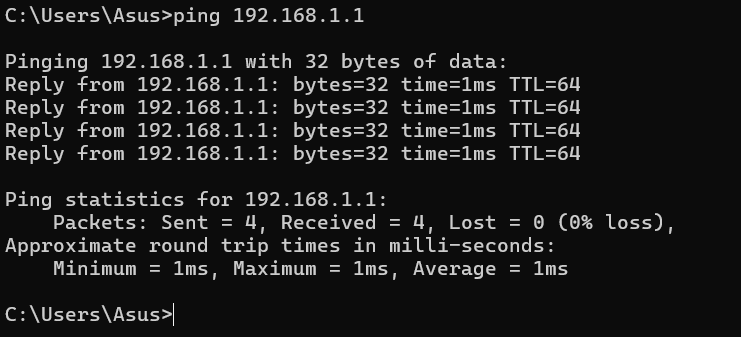 C:\Users\Asus>ping 192.168.1.1
Pinging 192.168.1.1 with 32 bytes of data:
Reply from 192.168.1.1: bytes=32 time=1ms TTL=64
Reply from 192.168.1.1: bytes=32 time=1ms TTL=64
Reply from 192.168.1.1: bytes=32 time=1ms TTL=64
Reply from 192.168.1.1: bytes=32 time=1ms TTL=64
Ping statistics for 192.168.1.1:
    Packets: Sent = 4, Received = 4, Lost = 0 (0% loss),
Approximate round trip times in milli-seconds:
    Minimum = 1ms, Maximum = 1ms, Average = 1ms
C:\Users\Asus>